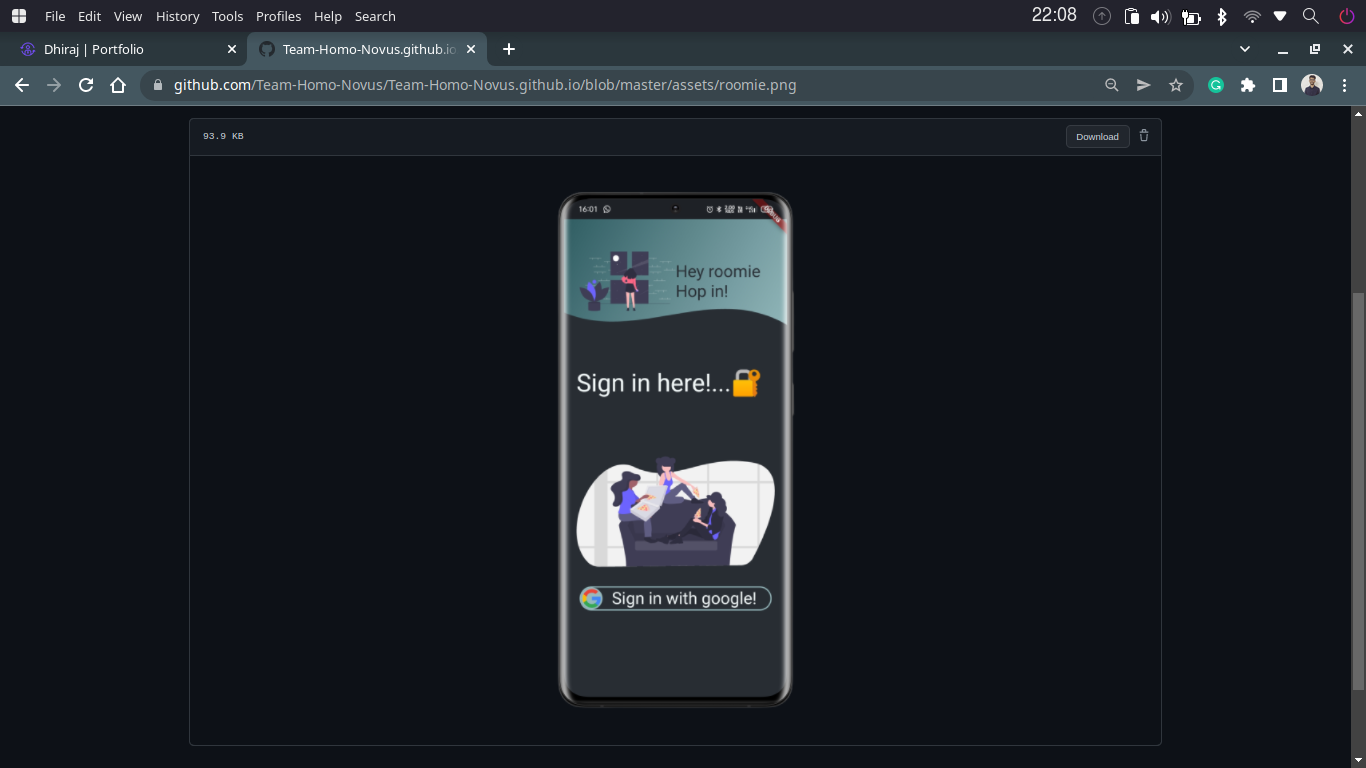 File Edit View History Tools Profiles Help Search 22:08
Dhiraj | Portfolio
Team-Homo-Novus.github.io
github.com/Team-Homo-Novus/Team-Homo-Novus.github.io/blob/master/assets/roomie.png
93.9 KB
Download
16:01
Hey roomie
Hop in!
Sign in here!...
Sign in with google!